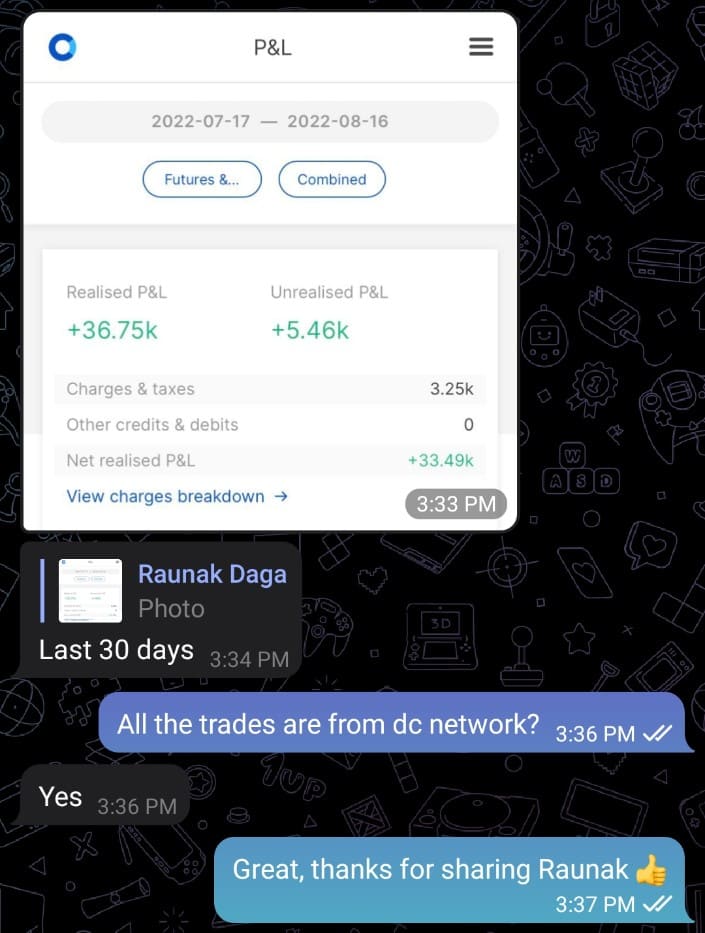 P&L
2022-07-17 — 2022-08-16
Futures &... Combined
Realised P&L Unrealised P&L
+36.75k +5.46k
Charges & taxes 3.25k
Other credits & debits 0
Net realised P&L +33.49k
View charges breakdown →
3:33 PM
Raunak Daga
Photo
Last 30 days 3:34 PM
All the trades are from dc network? 3:36 PM
Yes 3:36 PM
Great, thanks for sharing Raunak 👍
3:37 PM
W
A S D
3D
1UP
1